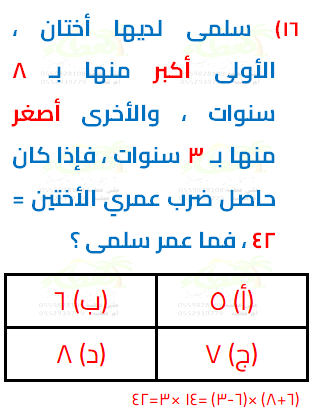 ١٦) سلمى لديها أختان ،
الأولى أكبر منها بـ ٨
سنوات ، والأخرى أصغر
منها بـ ٣ سنوات ، فإذا كان
حاصل ضرب عمري الأختين =
٤٢ ، فما عمر سلمى ؟
(أ) ٥
(ب) ٦
(ج) ٧
(د) ٨
(٦+٨) ×(٦-٣) =١٤ ×٣=٤٢